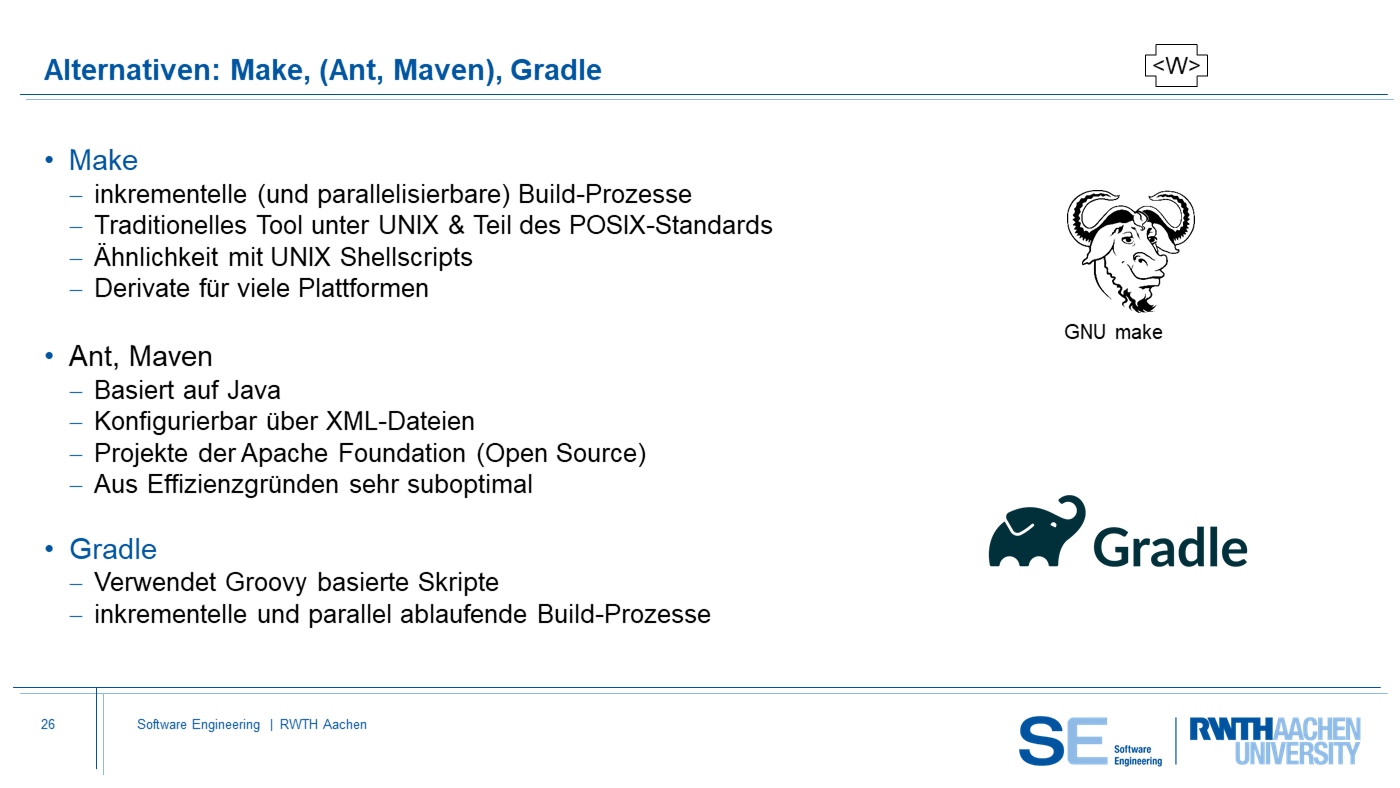 Alternativen: Make, (Ant, Maven), Gradle
<W>
• Make
– inkrementelle (und parallelisierbare) Build-Prozesse
– Traditionelles Tool unter UNIX & Teil des POSIX-Standards
– Ähnlichkeit mit UNIX Shellscripts
– Derivate für viele Plattformen
GNU make
• Ant, Maven
– Basiert auf Java
– Konfigurierbar über XML-Dateien
– Projekte der Apache Foundation (Open Source)
– Aus Effizienzgründen sehr suboptimal
• Gradle
– Verwendet Groovy basierte Skripte
– inkrementelle und parallel ablaufende Build-Prozesse
Gradle
26
Software Engineering | RWTH Aachen
SE Software
Engineering
RWTHAACHEN
UNIVERSITY